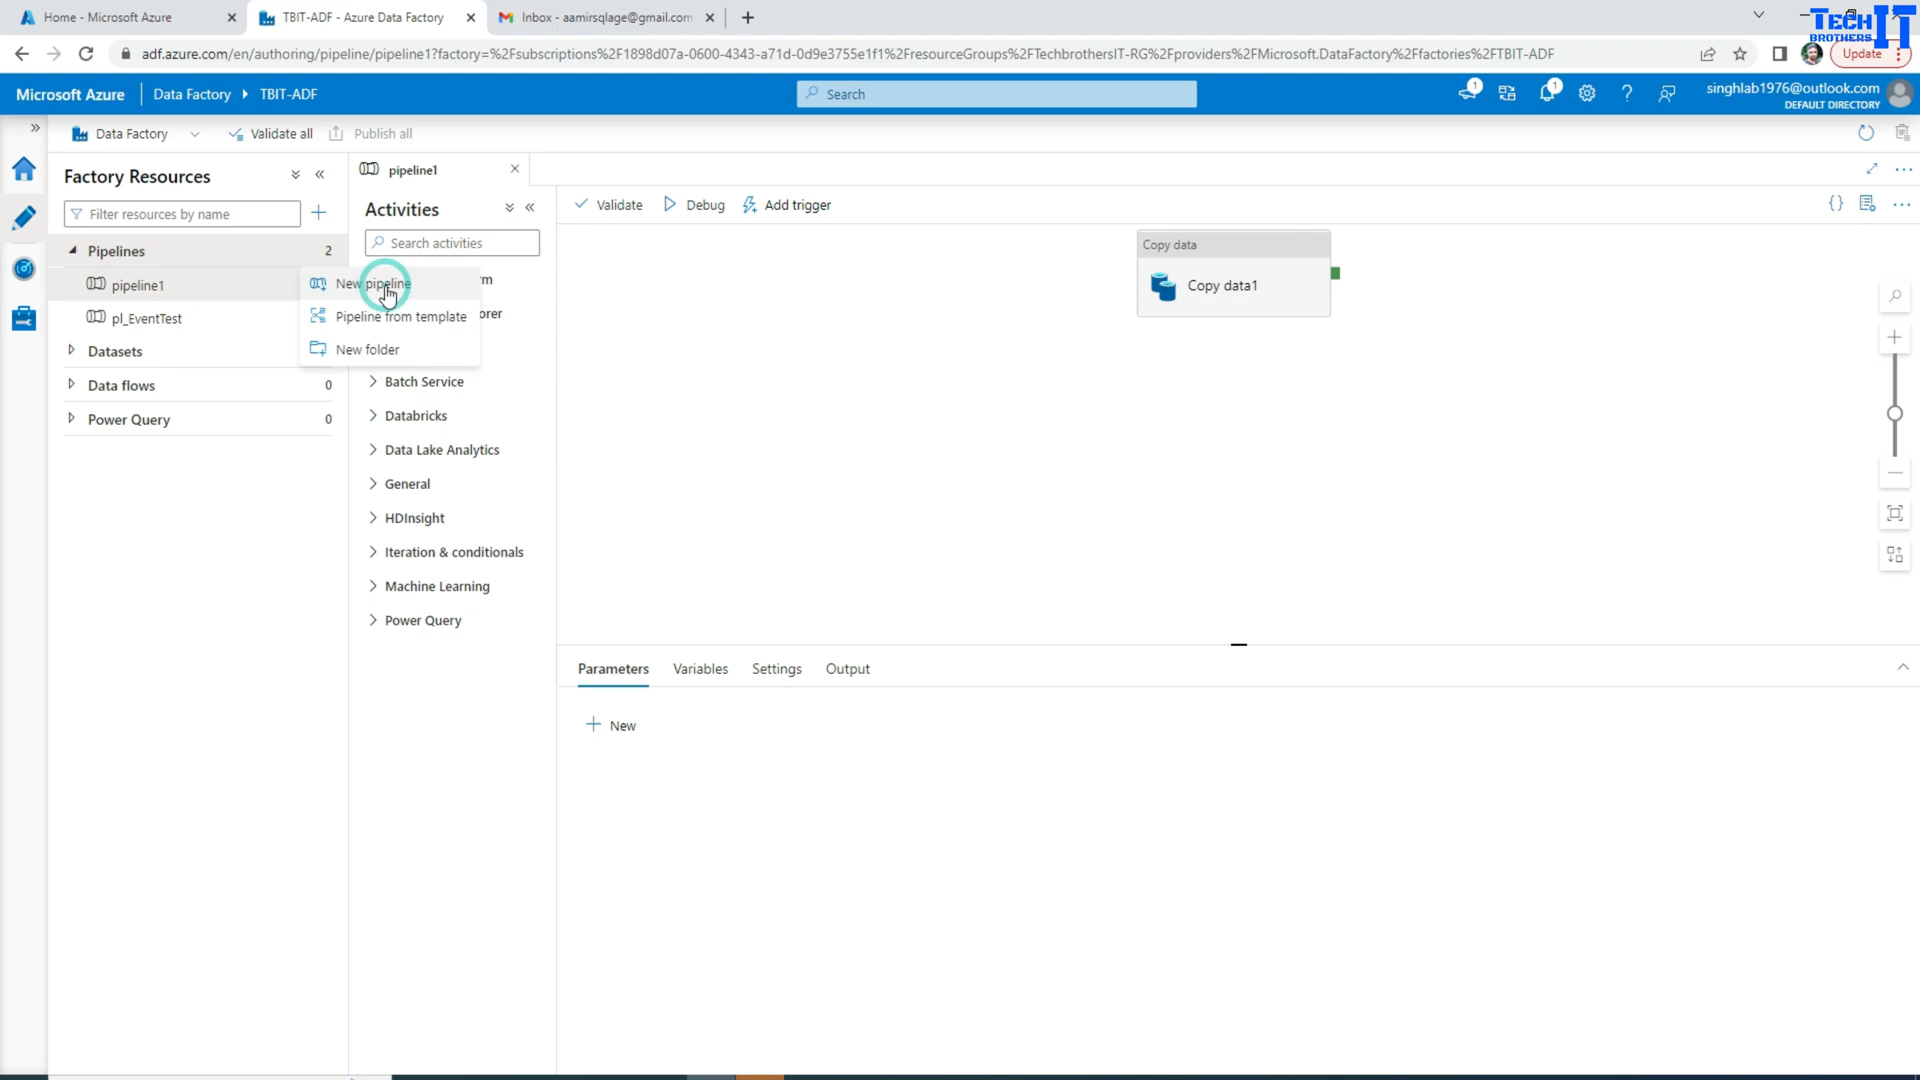 Home - Microsoft Azure
TBIT-ADF - Azure Data Factory
Inbox - aamirsqlage@gmail.com
TECH IT
BROTHERS
adf.azure.com/en/authoring/pipeline/pipeline1?factory=%2Fsubscriptions%2F1898d07a-0600-4343-a71d-0d9e3755e1f1%2FresourceGroups%2FTechbrothersIT-RG%2Fproviders%2FMicrosoft.DataFactory%2Ffactories%2FTBIT-ADF
Update
Microsoft Azure
Data Factory
TBIT-ADF
Search
1
1
singhlab1976@outlook.com
DEFAULT DIRECTORY
Data Factory
Validate all
Publish all
Factory Resources
Filter resources by name
Pipelines 2
pipeline1
pl_EventTest
Datasets
Data flows 0
Power Query 0
New pipeline
Pipeline from template
New folder
pipeline1
Activities
Search activities
rm
orer
Batch Service
Databricks
Data Lake Analytics
General
HDInsight
Iteration & conditionals
Machine Learning
Power Query
Validate
Debug
Add trigger
Copy data
Copy data1
Parameters
Variables
Settings
Output
New